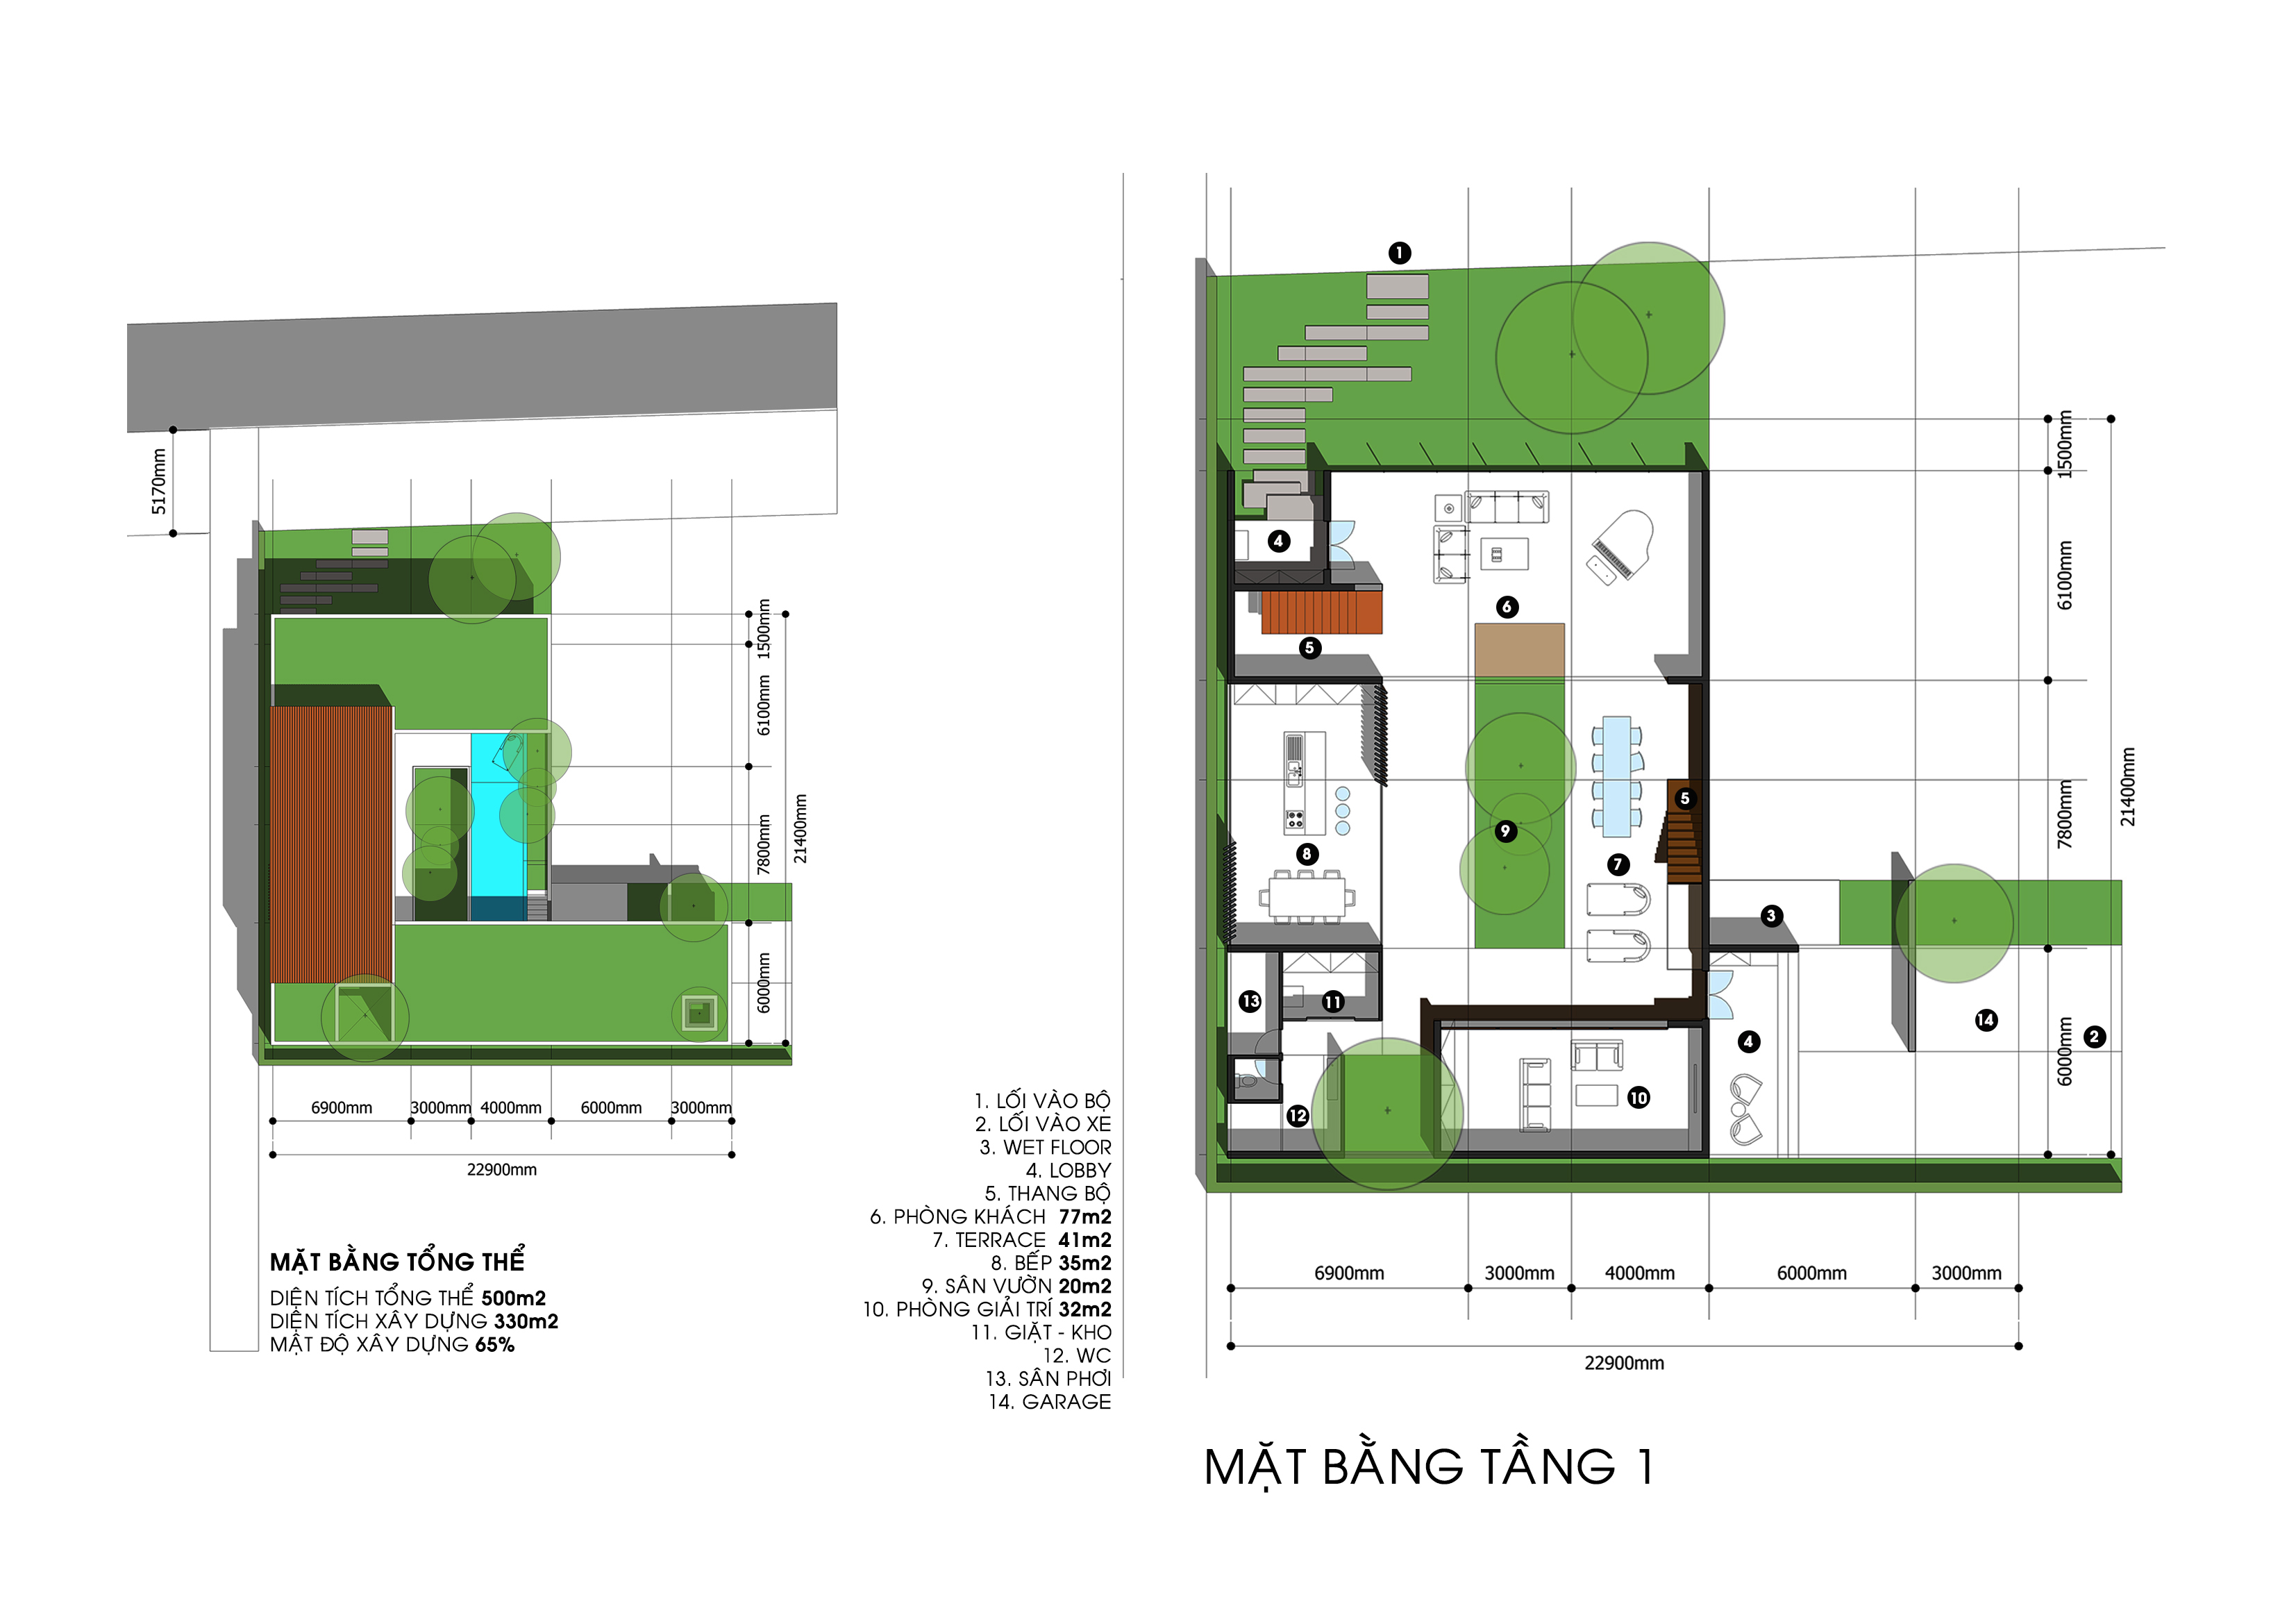 5170mm
1500mm
6100mm
7800mm
6000mm
21400mm
6900mm
3000mm
4000mm
6000mm
3000mm
22900mm
MẶT BẰNG TỔNG THỂ
DIỆN TÍCH TỔNG THỂ 500m2
DIỆN TÍCH XÂY DỰNG 330m2
MẬT ĐỘ XÂY DỰNG 65%
1. LỐI VÀO BỘ
2. LỐI VÀO XE
3. WET FLOOR
4. LOBBY
5. THANG BỘ
6. PHÒNG KHÁCH 77m2
7. TERRACE 41m2
8. BẾP 35m2
9. SÂN VƯỜN 20m2
10. PHÒNG GIẢI TRÍ 32m2
11. GIẶT - KHO
12. WC
13. SÂN PHƠI
14. GARAGE
1
4
6
5
5
9
8
7
3
13
11
14
2
4
10
12
1500mm
6100mm
7800mm
6000mm
21400mm
6900mm
3000mm
4000mm
6000mm
3000mm
22900mm
MẶT BẰNG TẦNG 1